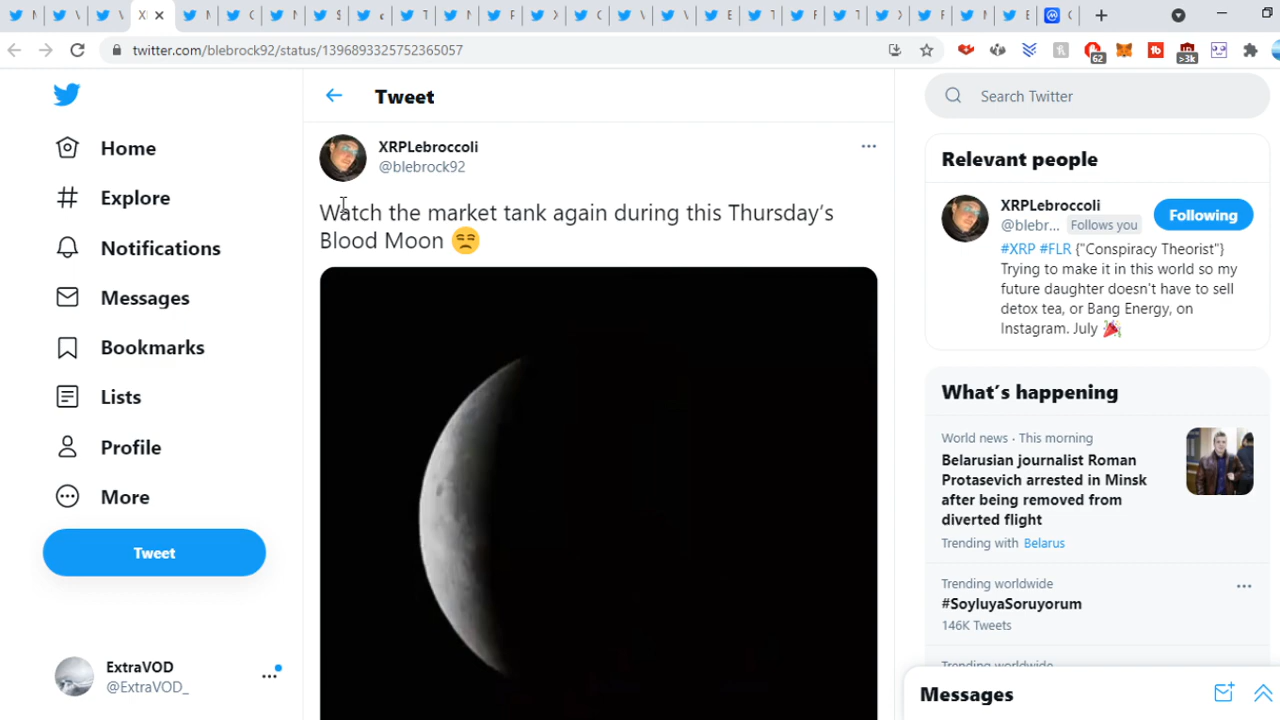 XR
twitter.com/blebrock92/status/1396893325752365057
62
>3k
Home
Explore
Notifications
Messages
Bookmarks
Lists
Profile
More
Tweet
ExtraVOD
@ExtraVOD_
Tweet
XRPLebroccoli
@blebrock92
Watch the market tank again during this Thursday's
Blood Moon
Search Twitter
Relevant people
XRPLebroccoli
@blebr... Follows you
Following
#XRP #FLR {"Conspiracy Theorist"}
Trying to make it in this world so my
future daughter doesn't have to sell
detox tea, or Bang Energy, on
Instagram. July
What's happening
World news · This morning
Belarusian journalist Roman
Protasevich arrested in Minsk
after being removed from
diverted flight
Trending with Belarus
Trending worldwide
#SoyluyaSoruyorum
146K Tweets
Messages